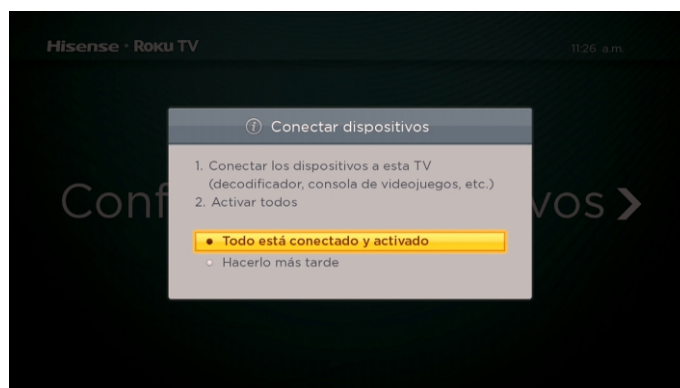 Hisense · Roku TV
11:26 a.m.
Conectar dispositivos
1. Conectar los dispositivos a esta TV
(decodificador, consola de videojuegos, etc.)
2. Activar todos
Todo está conectado y activado
Hacerlo más tarde